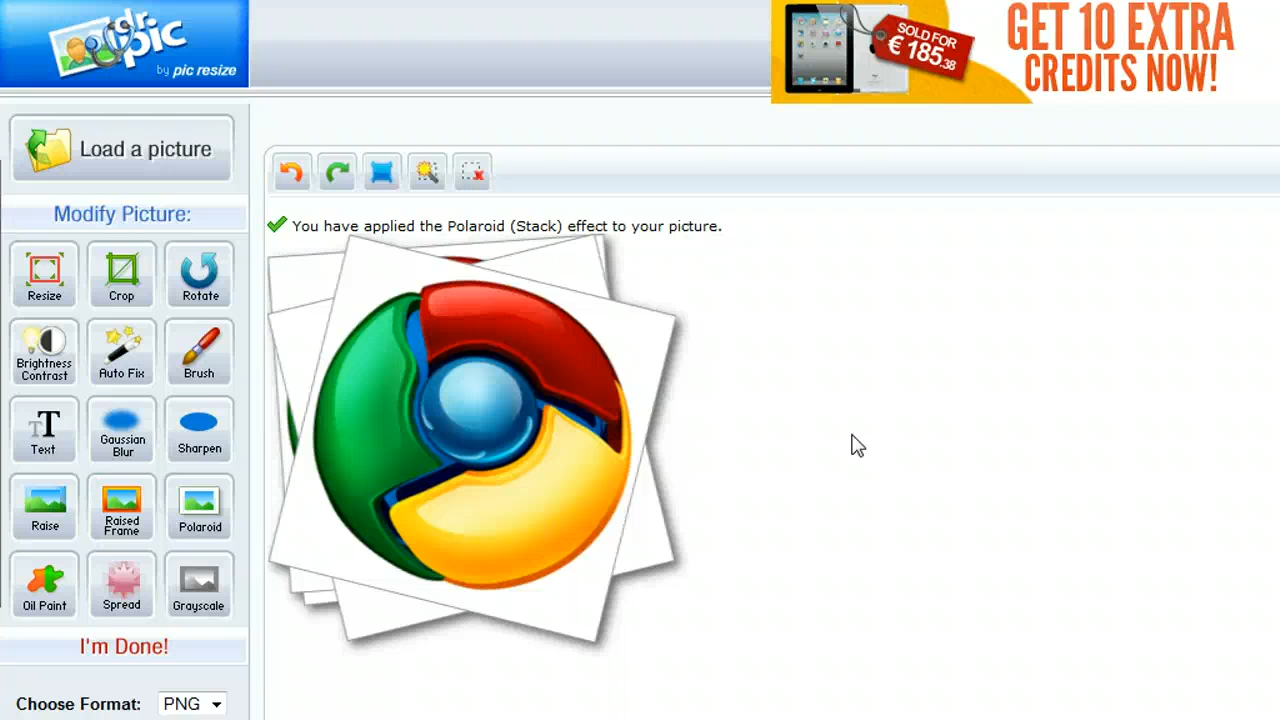 dr.
pic
by pic resize
SOLD FOR
€ 185.38
GET 10 EXTRA
CREDITS NOW!
Load a picture
Modify Picture:
You have applied the Polaroid (Stack) effect to your picture.
Resize
Crop
Rotate
Brightness
Contrast
Auto Fix
Brush
TT
Text
Gaussian
Blur
Sharpen
Raise
Raised
Frame
Polaroid
Oil Paint
Spread
Grayscale
I'm Done!
Choose Format:
PNG